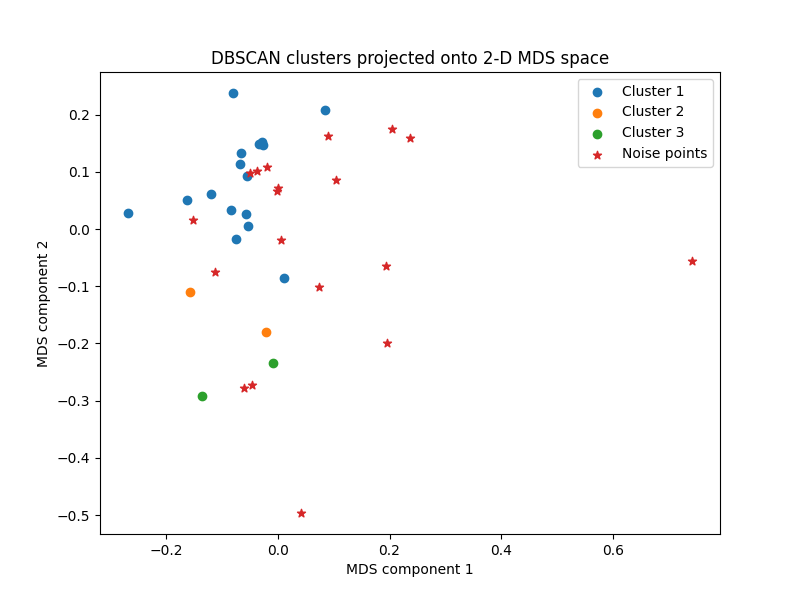 DBSCAN clusters projected onto 2-D MDS space
Cluster 1
Cluster 2
Cluster 3
Noise points
0.2
0.1
0.0
−0.1
−0.2
−0.3
−0.4
−0.5
MDS component 2
−0.2 0.0 0.2 0.4 0.6
MDS component 1